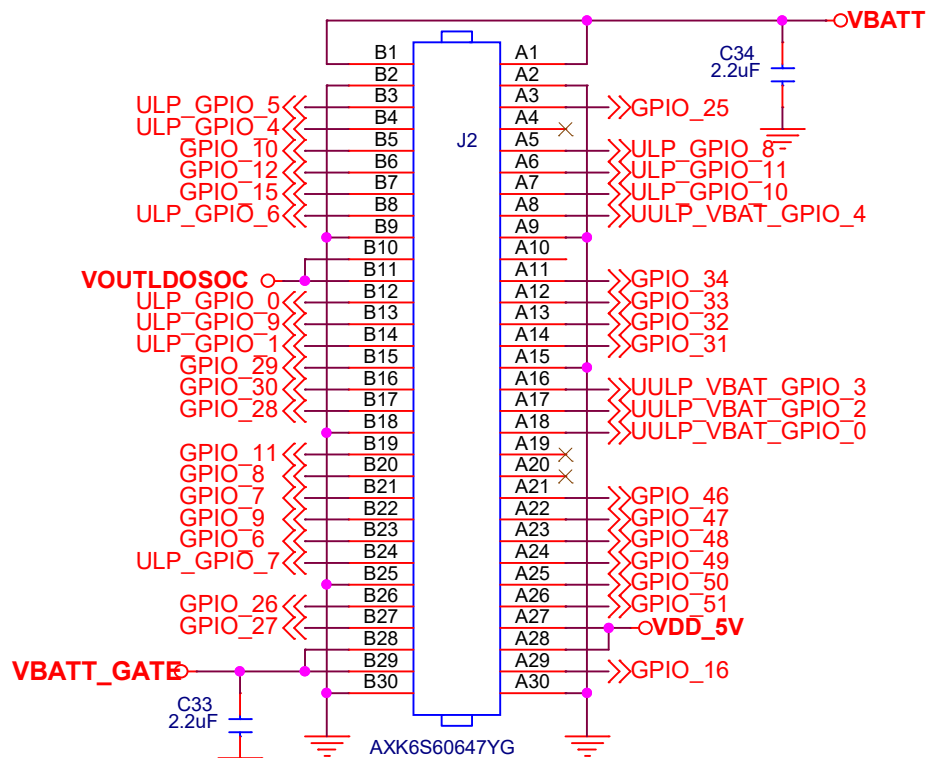 VBATT
C34
2.2uF
B1 A1
B2 A2
ULP_GPIO_5 B3 A3 GPIO_25
ULP_GPIO_4 B4 A4
J2
GPIO_10 B5 A5 ULP_GPIO_8
GPIO_12 B6 A6 ULP_GPIO_11
GPIO_15 B7 A7 ULP_GPIO_10
ULP_GPIO_6 B8 A8 UULP_VBAT_GPIO_4
B9 A9
B10 A10
VOUTLDOSOC B11 A11 GPIO_34
ULP_GPIO_0 B12 A12 GPIO_33
ULP_GPIO_9 B13 A13 GPIO_32
ULP_GPIO_1 B14 A14 GPIO_31
GPIO_29 B15 A15
GPIO_30 B16 A16 UULP_VBAT_GPIO_3
GPIO_28 B17 A17 UULP_VBAT_GPIO_2
B18 A18 UULP_VBAT_GPIO_0
GPIO_11 B19 A19
GPIO_8 B20 A20
GPIO_7 B21 A21 GPIO_46
GPIO_9 B22 A22 GPIO_47
GPIO_6 B23 A23 GPIO_48
ULP_GPIO_7 B24 A24 GPIO_49
B25 A25 GPIO_50
GPIO_26 B26 A26 GPIO_51
GPIO_27 B27 A27 VDD_5V
B28 A28
VBATT_GATE B29 A29 GPIO_16
B30 A30
C33
2.2uF
AXK6S60647YG